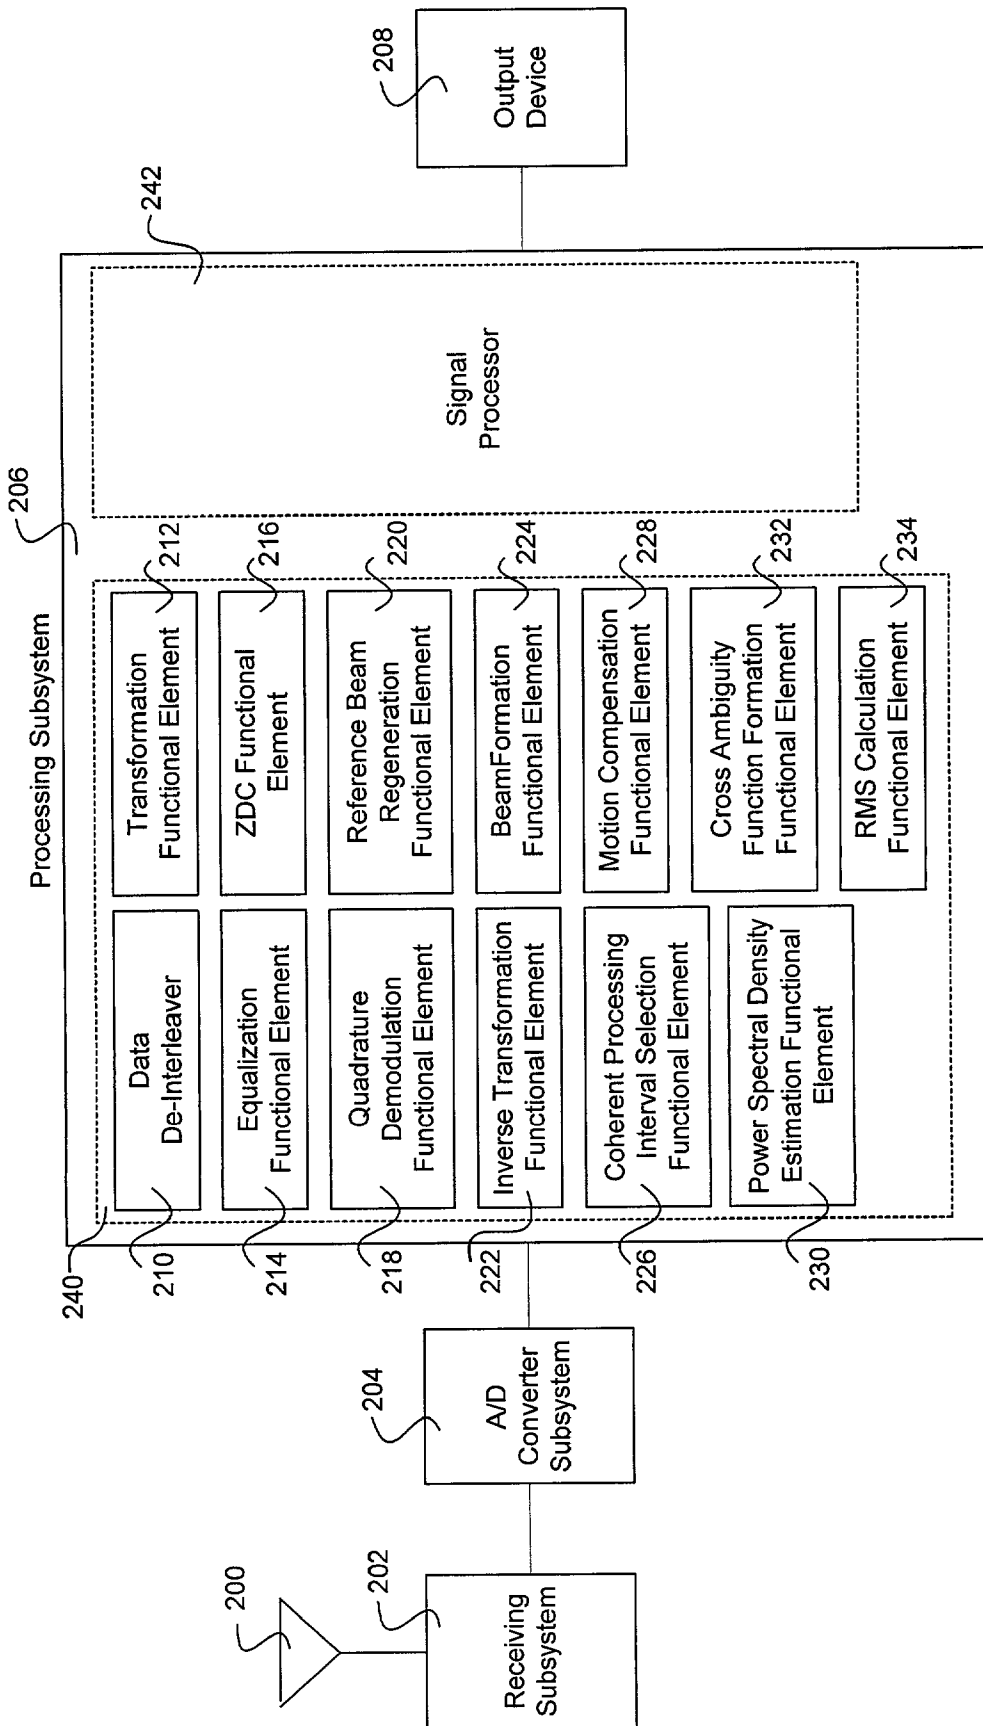 200
202
Receiving
Subsystem
204
A/D
Converter
Subsystem
Processing Subsystem
206
240
210
Data
De-Interleaver
Transformation
Functional Element
212
214
Equalization
Functional Element
ZDC Functional
Element
216
218
Quadrature
Demodulation
Functional Element
Reference Beam
Regeneration
Functional Element
220
222
Inverse Transformation
Functional Element
BeamFormation
Functional Element
224
226
Coherent Processing
Interval Selection
Functional Element
Motion Compensation
Functional Element
228
230
Power Spectral Density
Estimation Functional
Element
Cross Ambiguity
Function Formation
Functional Element
232
RMS Calculation
Functional Element
234
242
Signal
Processor
208
Output
Device